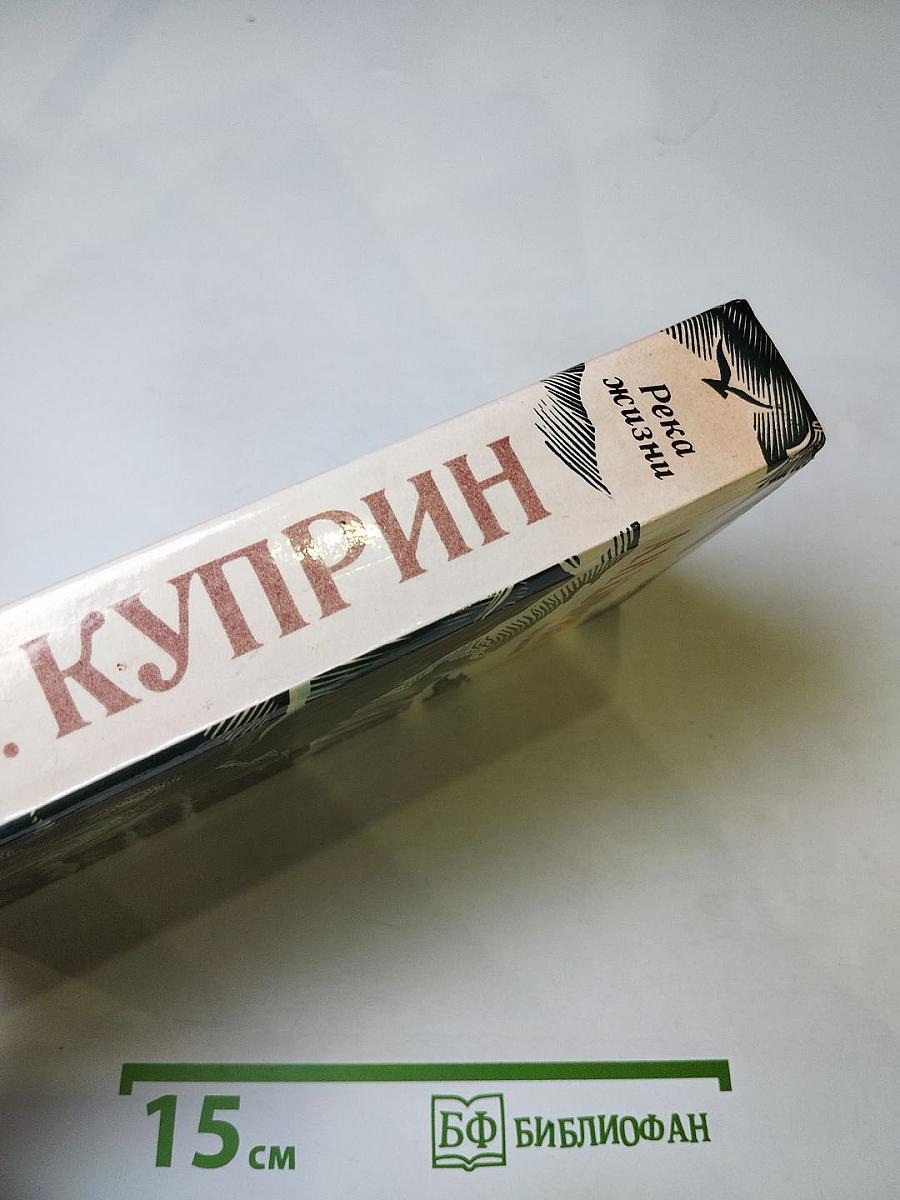 . КУПРИН
Река
жизни
15 см
БФ БИБЛИОФАН